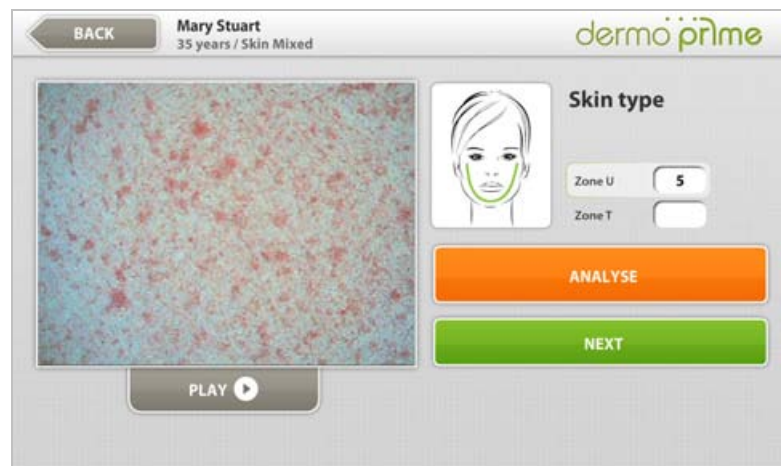 BACK
Mary Stuart
35 years / Skin Mixed
dermo prime
Skin type
Zone U 5
Zone T
ANALYSE
NEXT
PLAY